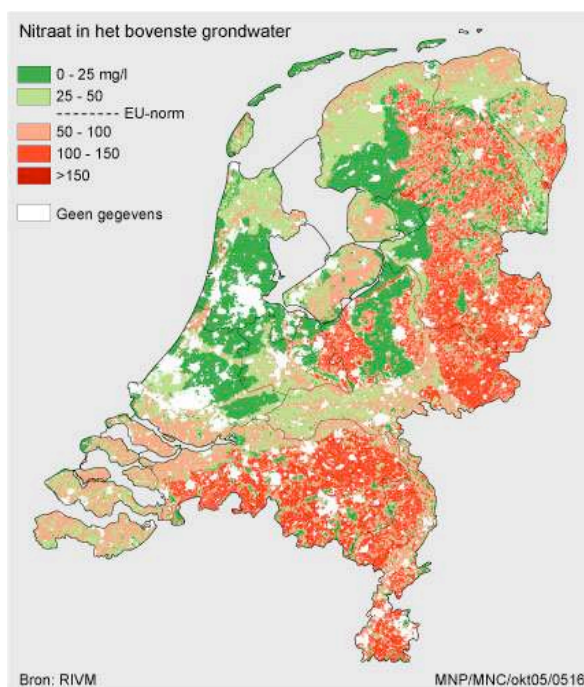 Nitraat in het bovenste grondwater
0 - 25 mg/l
25 - 50
EU-norm
50 - 100
100 - 150
>150
Geen gegevens
Bron: RIVM
MNP/MNC/okt05/0516